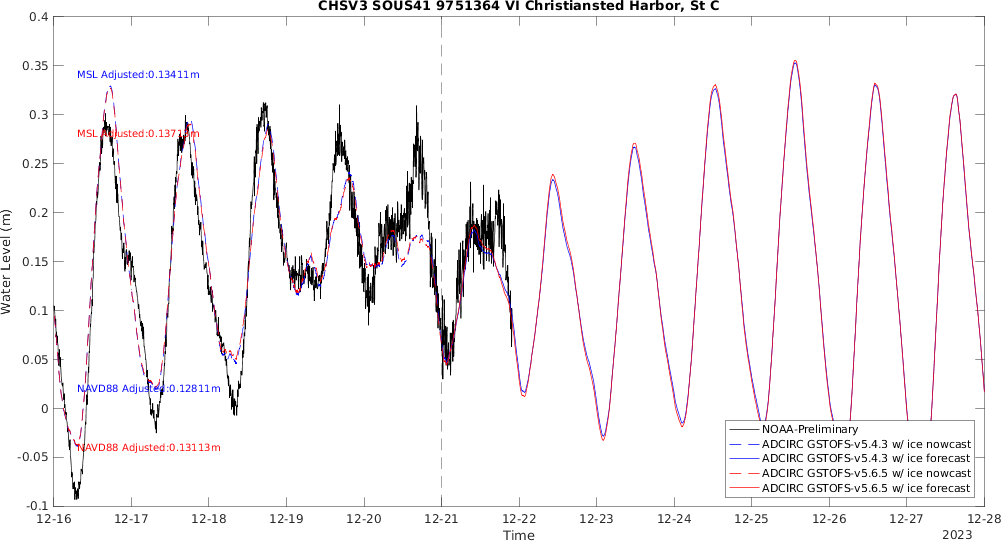 CHSV3 SOUS41 9751364 VI Christiansted Harbor, St C
0.4
0.35
0.3
0.25
0.2
0.15
0.1
0.05
0
-0.05
-0.1
Water Level (m)
MSL Adjusted:0.13411m
MSL Adjusted:0.1371 m
NAVD88 Adjusted:0.12811m
NAVD88 Adjusted:0.13113m
NOAA-Preliminary
ADCIRC GSTOFS-v5.4.3 w/ ice nowcast
ADCIRC GSTOFS-v5.4.3 w/ ice forecast
ADCIRC GSTOFS-v5.6.5 w/ ice nowcast
ADCIRC GSTOFS-v5.6.5 w/ ice forecast
12-16 12-17 12-18 12-19 12-20 12-21 12-22 12-23 12-24 12-25 12-26 12-27 12-28
Time
2023